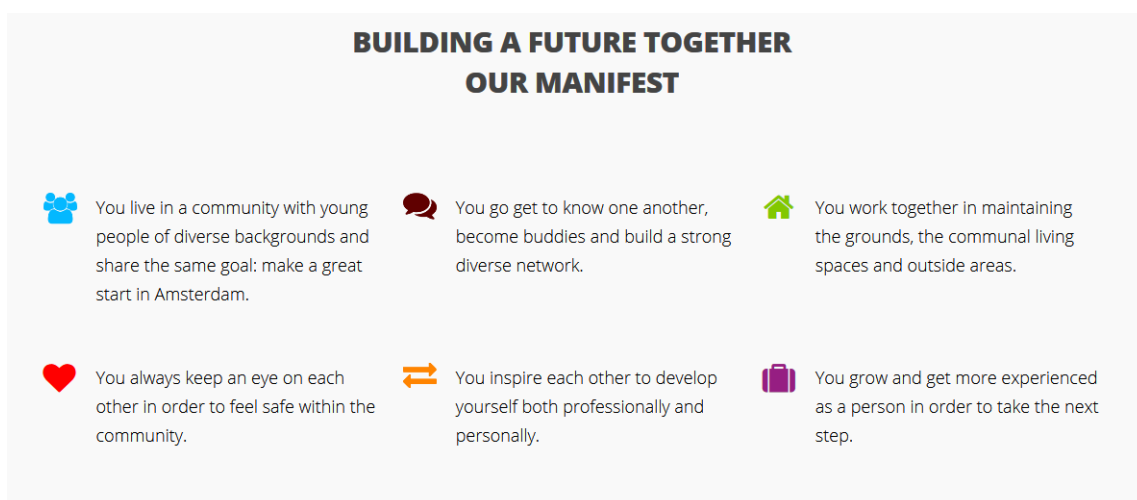 BUILDING A FUTURE TOGETHER
OUR MANIFEST
You live in a community with young
people of diverse backgrounds and
share the same goal: make a great
start in Amsterdam.
You go get to know one another,
become buddies and build a strong
diverse network.
You work together in maintaining
the grounds, the communal living
spaces and outside areas.
You always keep an eye on each
other in order to feel safe within the
community.
You inspire each other to develop
yourself both professionally and
personally.
You grow and get more experienced
as a person in order to take the next
step.